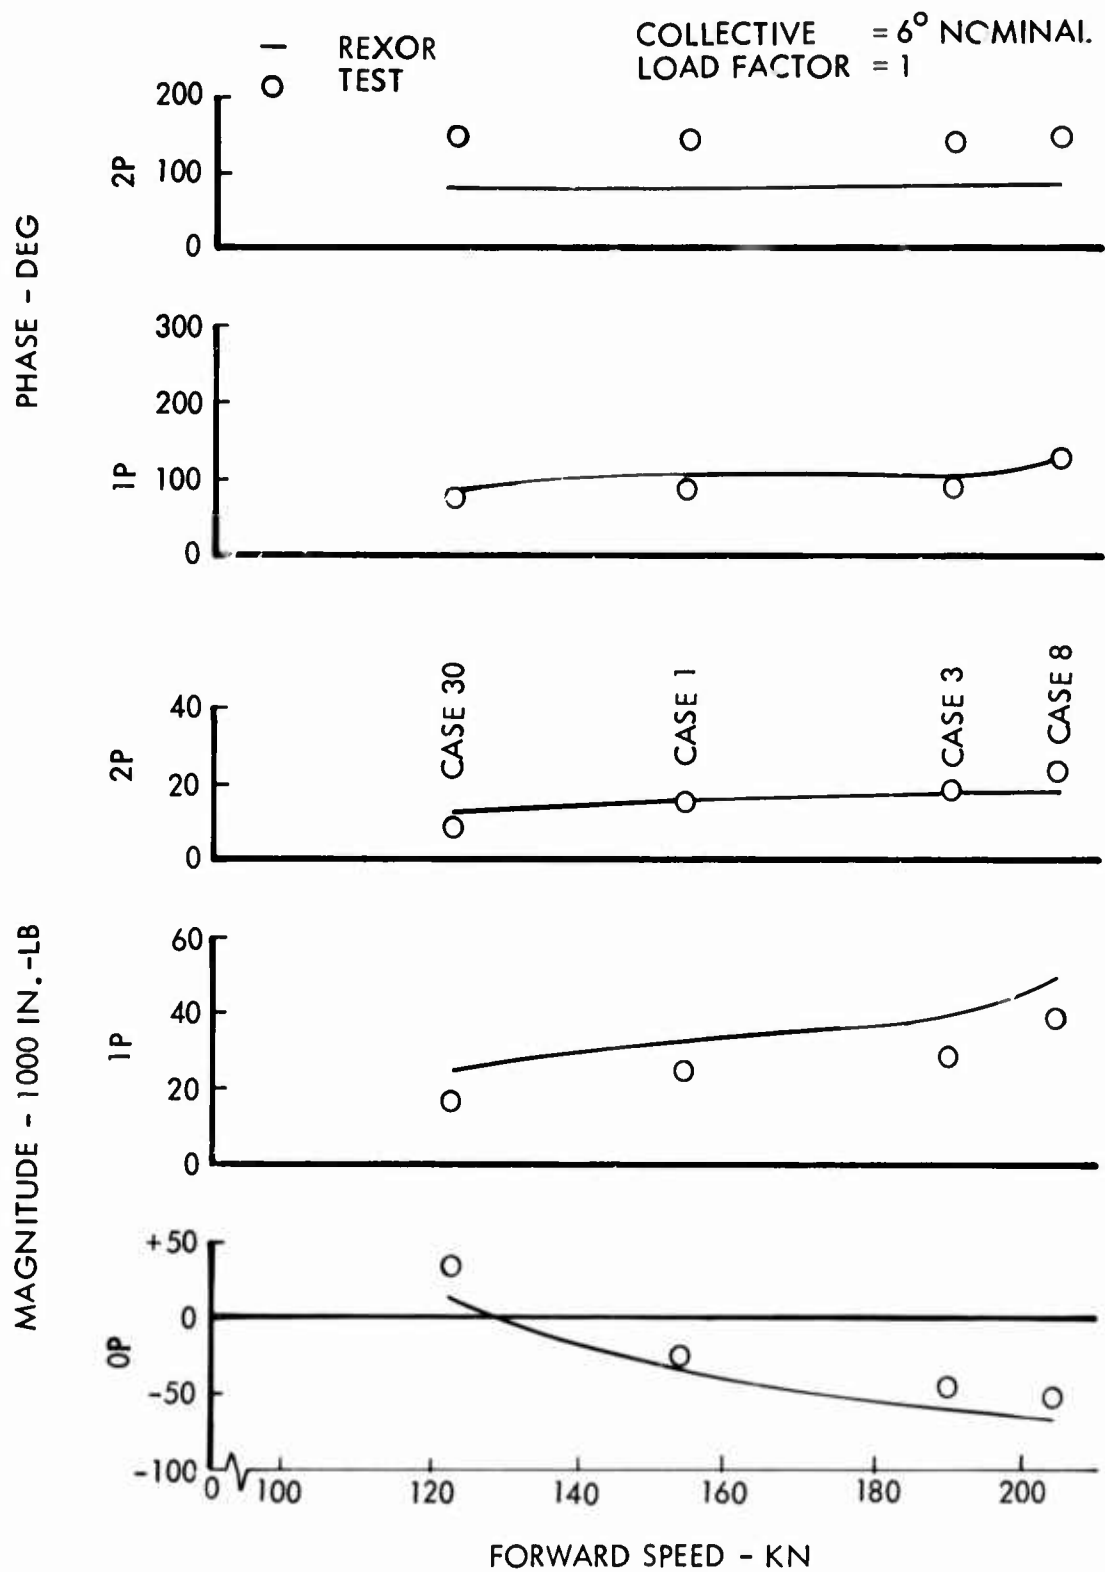 — REXOR
O TEST
COLLECTIVE = 6° NOMINAL
LOAD FACTOR = 1
PHASE - DEG
2P
200
100
0
1P
300
200
100
0
MAGNITUDE - 1000 IN.-LB
2P
40
20
0
CASE 30
CASE 1
CASE 3
CASE 8
1P
60
40
20
0
0P
+50
0
-50
-100
0 100 120 140 160 180 200
FORWARD SPEED - KN